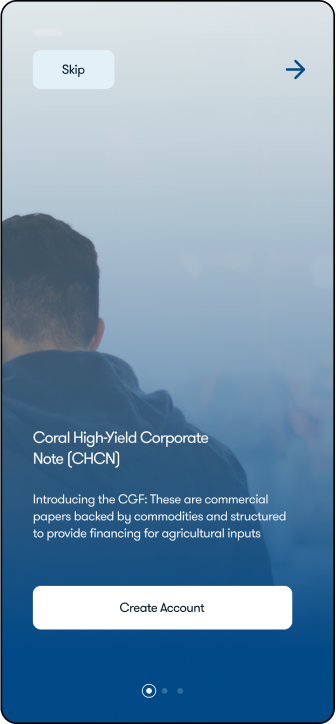 Skip
Coral High-Yield Corporate
Note (CHCN)
Introducing the CGF: These are commercial
papers backed by commodities and structured
to provide financing for agricultural inputs
Create Account